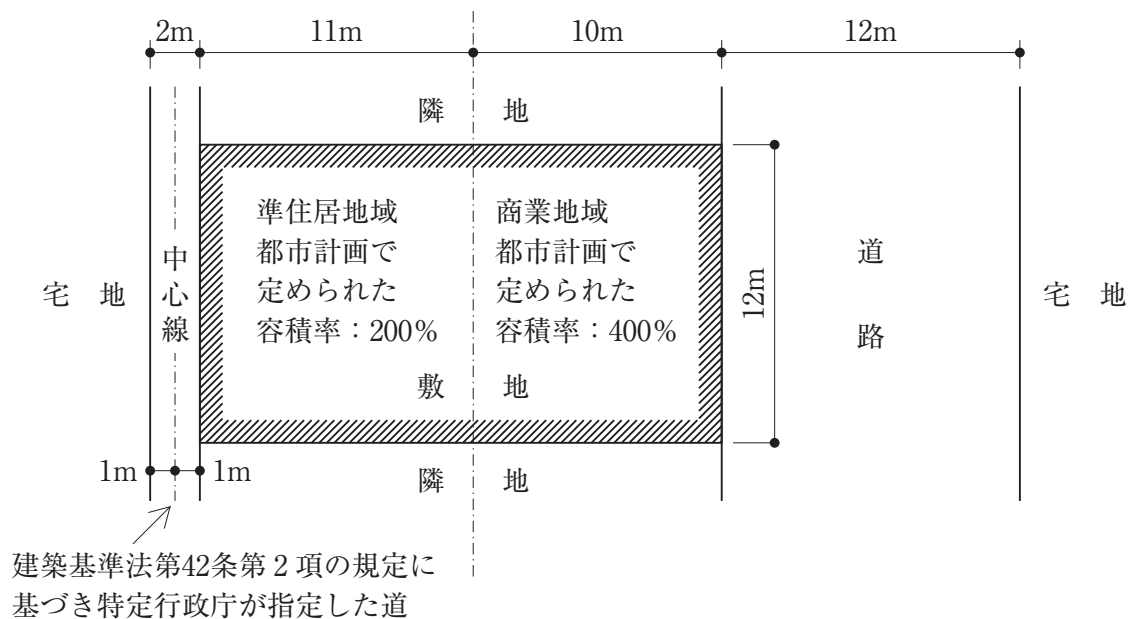 2m 11m 10m 12m
隣 地
準住居地域
都市計画で
定められた
容積率：200%
商業地域
都市計画で
定められた
容積率：400%
敷 地
宅 地
中心線
12m
道路
宅 地
1m 1m
隣 地
建築基準法第42条第2項の規定に
基づき特定行政庁が指定した道